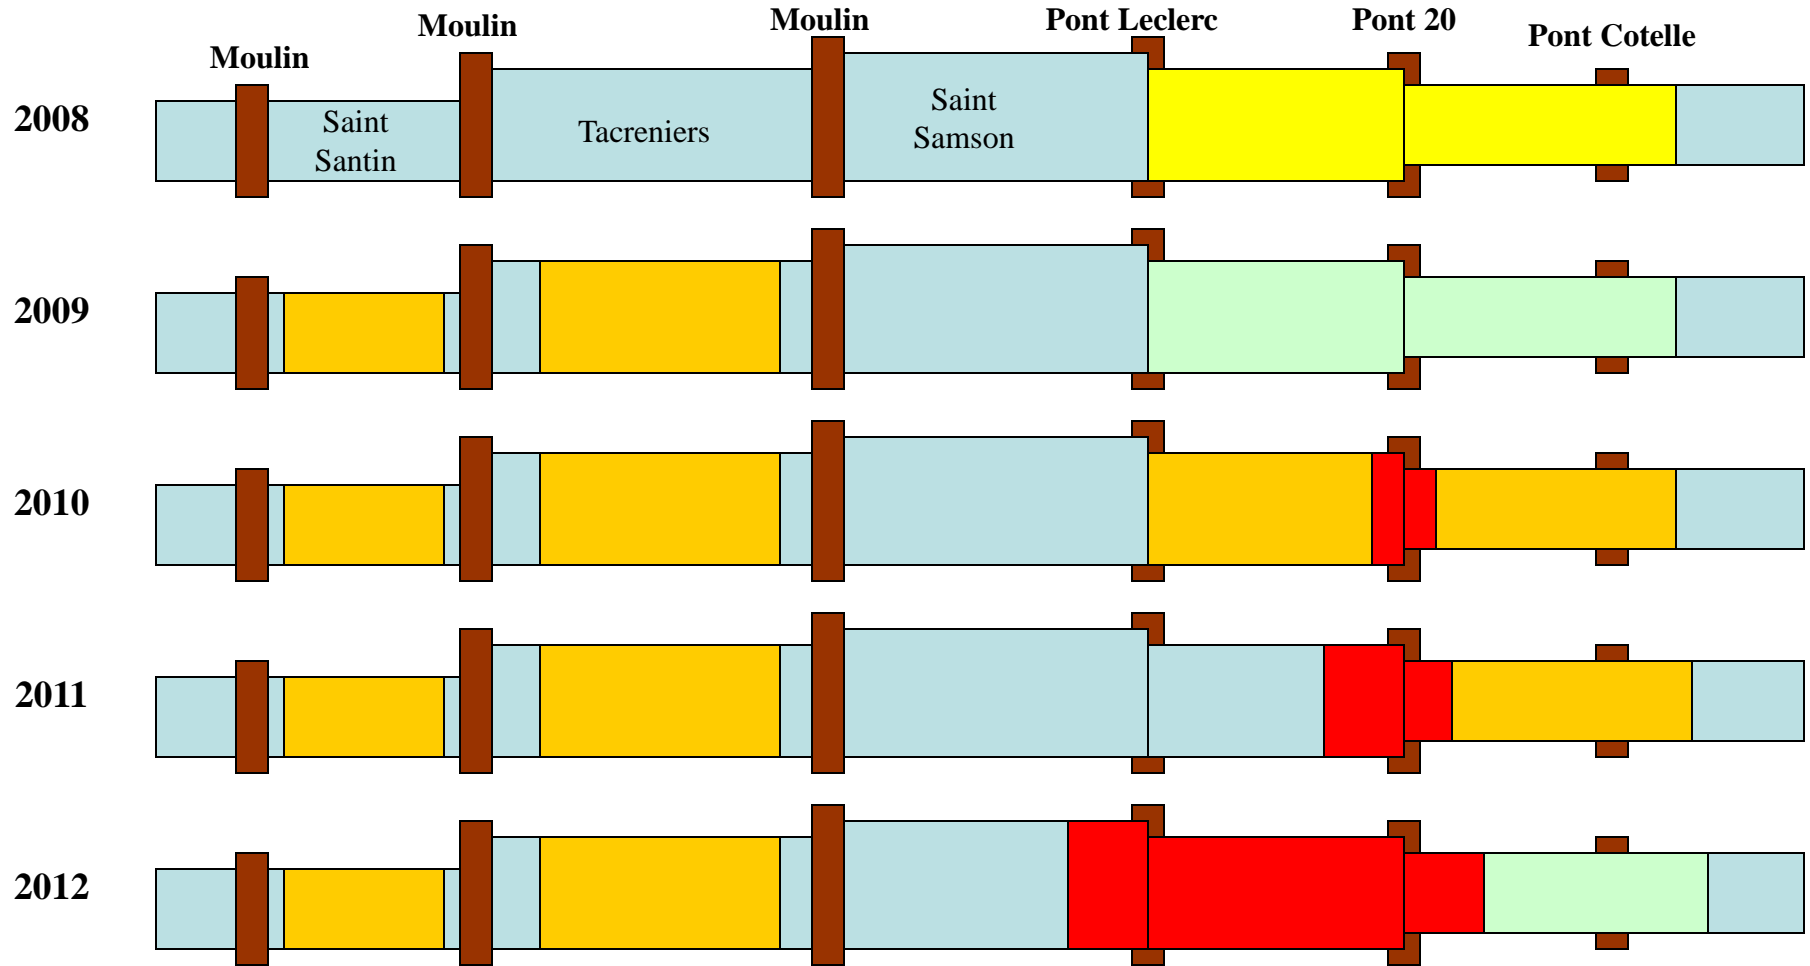 Moulin
Moulin
Moulin
Pont Leclerc
Pont 20
Pont Cotelle
2008
Saint
Santin
Tacreniers
Saint
Samson
2009
2010
2011
2012